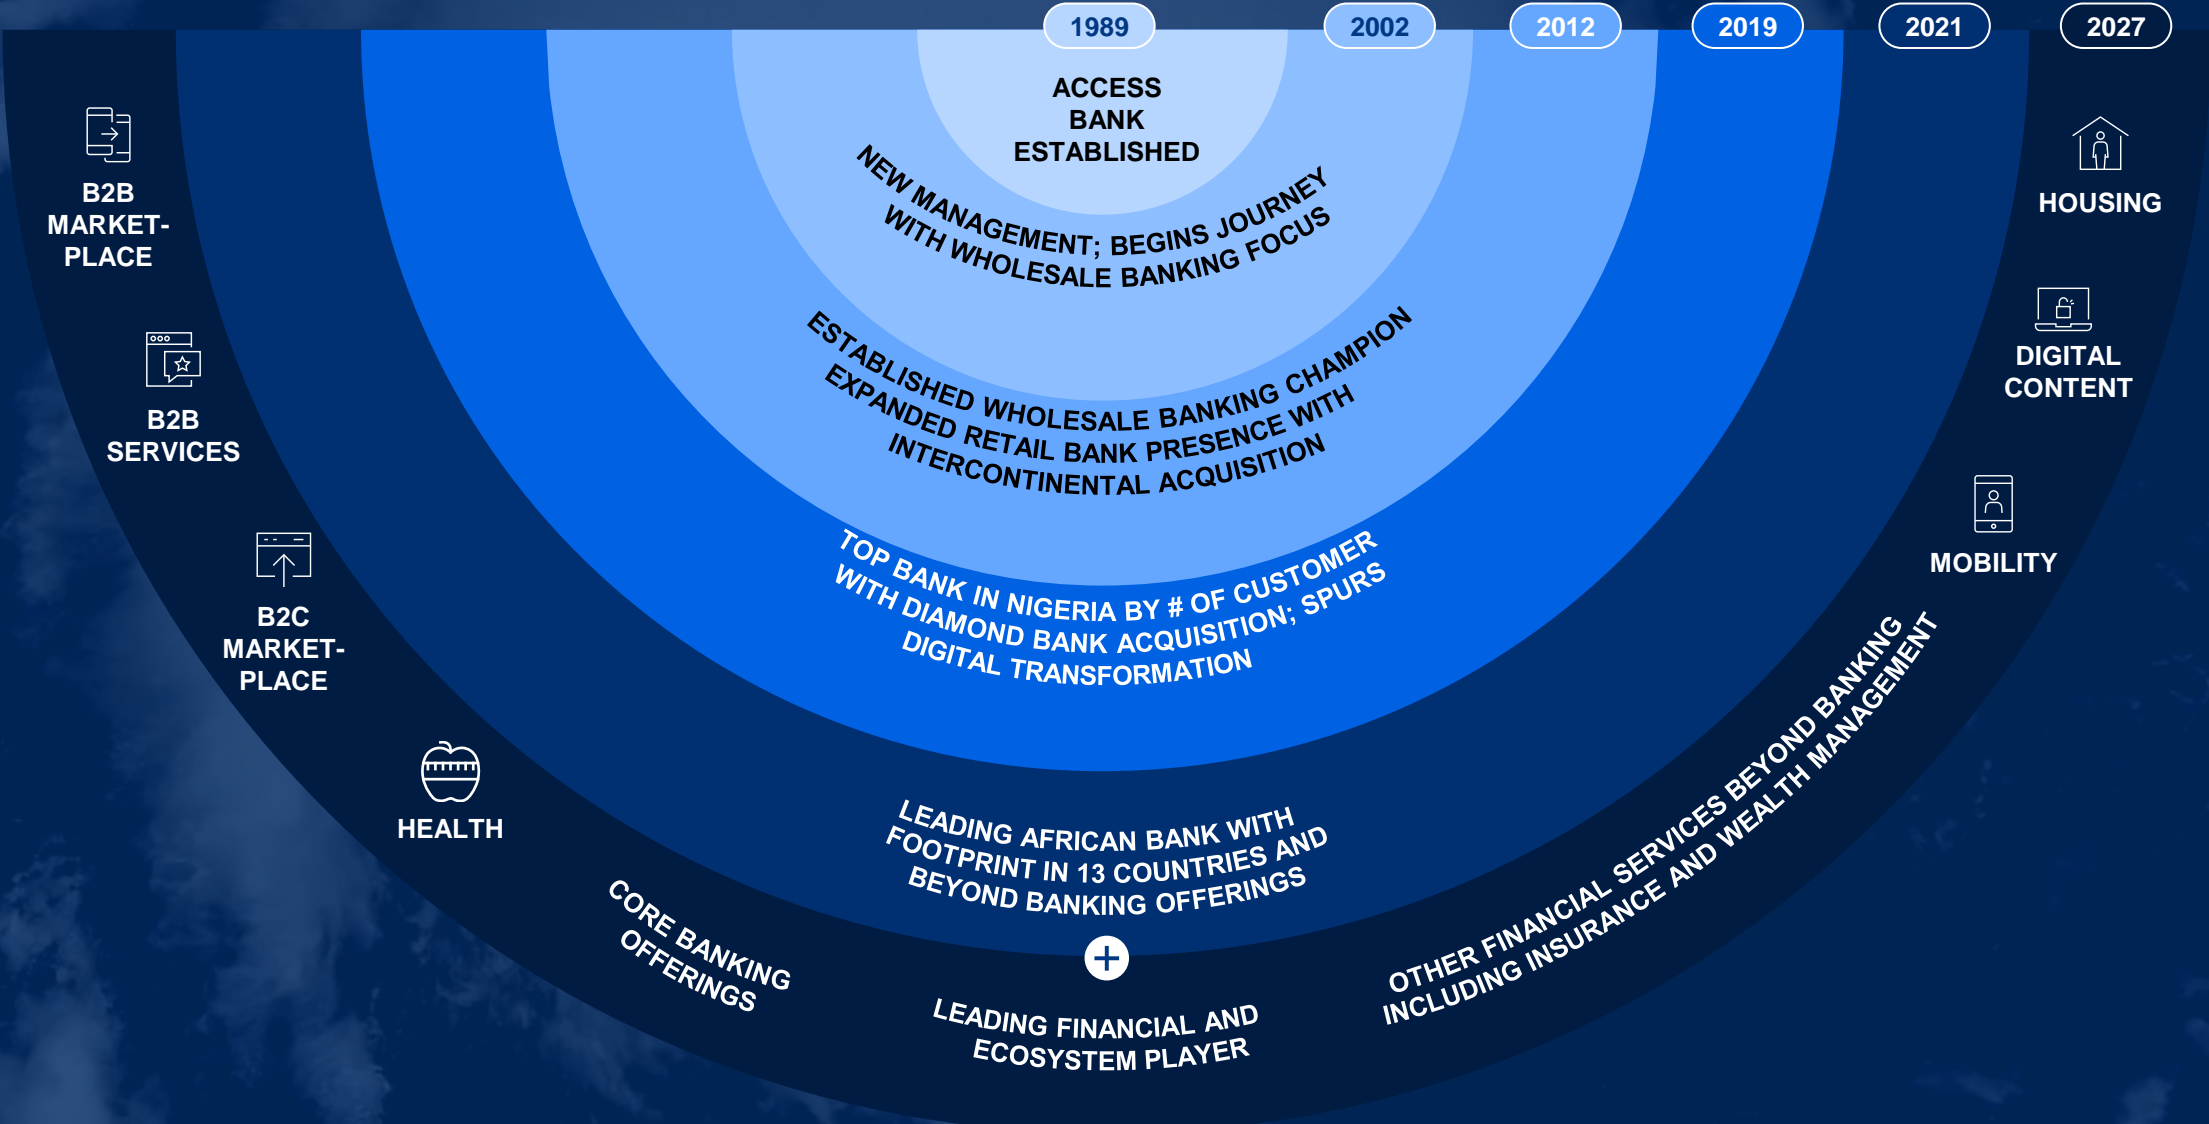 1989
2002
2012
2019
2021
2027
ACCESS
BANK
ESTABLISHED
NEW MANAGEMENT; BEGINS JOURNEY
WITH WHOLESALE BANKING FOCUS
ESTABLISHED WHOLESALE BANKING CHAMPION
EXPANDED RETAIL BANK PRESENCE WITH
INTERCONTINENTAL ACQUISITION
TOP BANK IN NIGERIA BY # OF CUSTOMER
WITH DIAMOND BANK ACQUISITION; SPURS
DIGITAL TRANSFORMATION
LEADING AFRICAN BANK WITH
FOOTPRINT IN 13 COUNTRIES AND
BEYOND BANKING OFFERINGS
+
LEADING FINANCIAL AND
ECOSYSTEM PLAYER
B2B
MARKET-
PLACE
B2B
SERVICES
B2C
MARKET-
PLACE
HEALTH
CORE BANKING
OFFERINGS
OTHER FINANCIAL SERVICES BEYOND BANKING
INCLUDING INSURANCE AND WEALTH MANAGEMENT
MOBILITY
DIGITAL
CONTENT
HOUSING